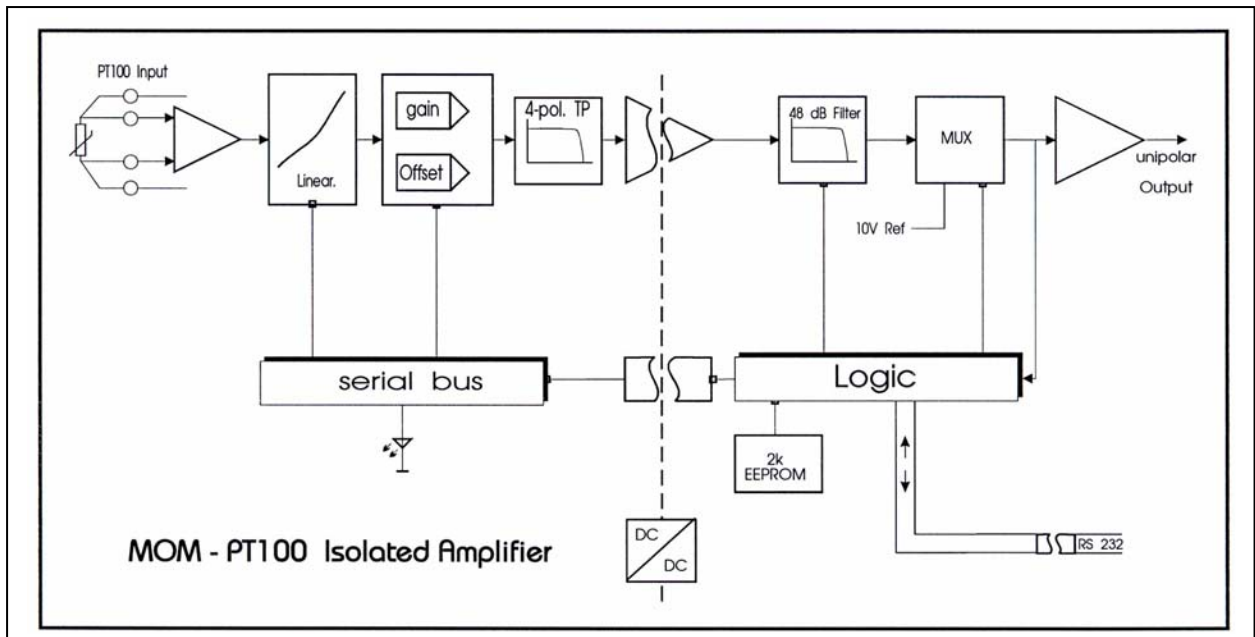 PT100 Input
Linear.
gain
Offset
4-pol. TP
48 dB Filter
MUX
10V Ref
unipolar
Output
serial bus
Logic
2k
EEPROM
DC
DC
RS 232
MOM - PT100 Isolated Amplifier